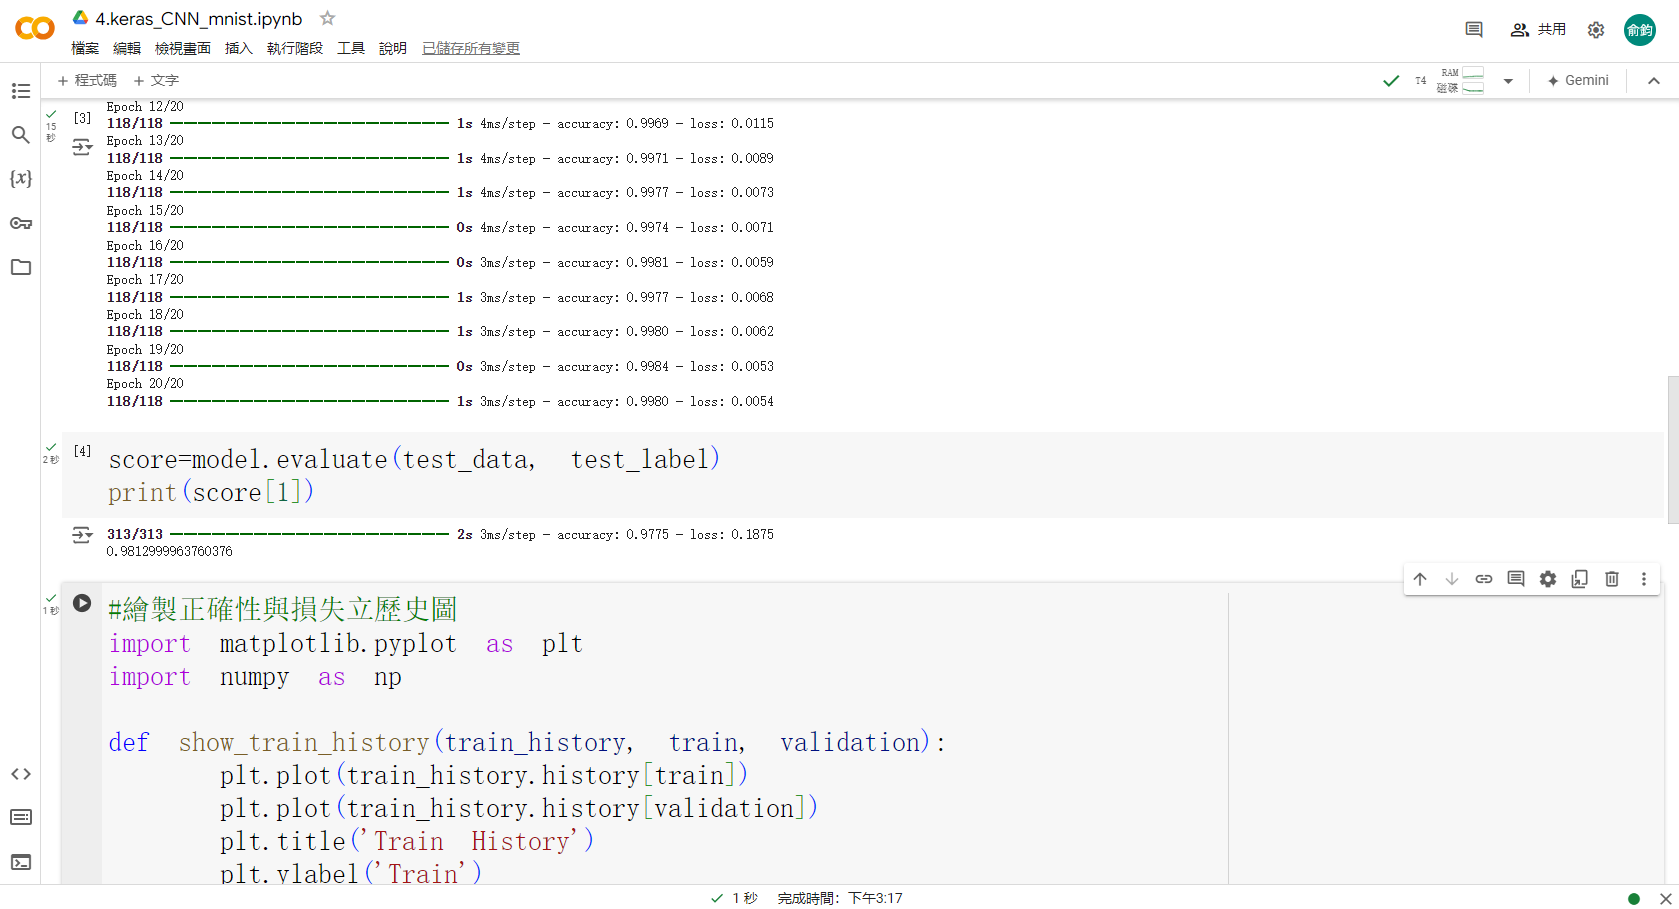 4.keras_CNN_mnist.ipynb
檔案 編輯 檢視畫面 插入 執行階段 工具 說明 已儲存所有變更
共用
俞鈞
+ 程式碼 + 文字
T4 RAM 磁碟
Gemini
15 秒
[3]
Epoch 12/20
118/118 1s 4ms/step - accuracy: 0.9969 - loss: 0.0115
Epoch 13/20
118/118 1s 4ms/step - accuracy: 0.9971 - loss: 0.0089
Epoch 14/20
118/118 1s 4ms/step - accuracy: 0.9977 - loss: 0.0073
Epoch 15/20
118/118 0s 4ms/step - accuracy: 0.9974 - loss: 0.0071
Epoch 16/20
118/118 0s 3ms/step - accuracy: 0.9981 - loss: 0.0059
Epoch 17/20
118/118 1s 3ms/step - accuracy: 0.9977 - loss: 0.0068
Epoch 18/20
118/118 1s 3ms/step - accuracy: 0.9980 - loss: 0.0062
Epoch 19/20
118/118 0s 3ms/step - accuracy: 0.9984 - loss: 0.0053
Epoch 20/20
118/118 1s 3ms/step - accuracy: 0.9980 - loss: 0.0054
2 秒
[4]
score=model.evaluate(test_data, test_label)
print(score[1])
313/313 2s 3ms/step - accuracy: 0.9775 - loss: 0.1875
0.9812999963760376
1 秒
#繪製正確性與損失立歷史圖
import matplotlib.pyplot as plt
import numpy as np
def show_train_history(train_history, train, validation):
plt.plot(train_history.history[train])
plt.plot(train_history.history[validation])
plt.title('Train History')
plt.ylabel('Train')
1 秒 完成時間：下午3:17